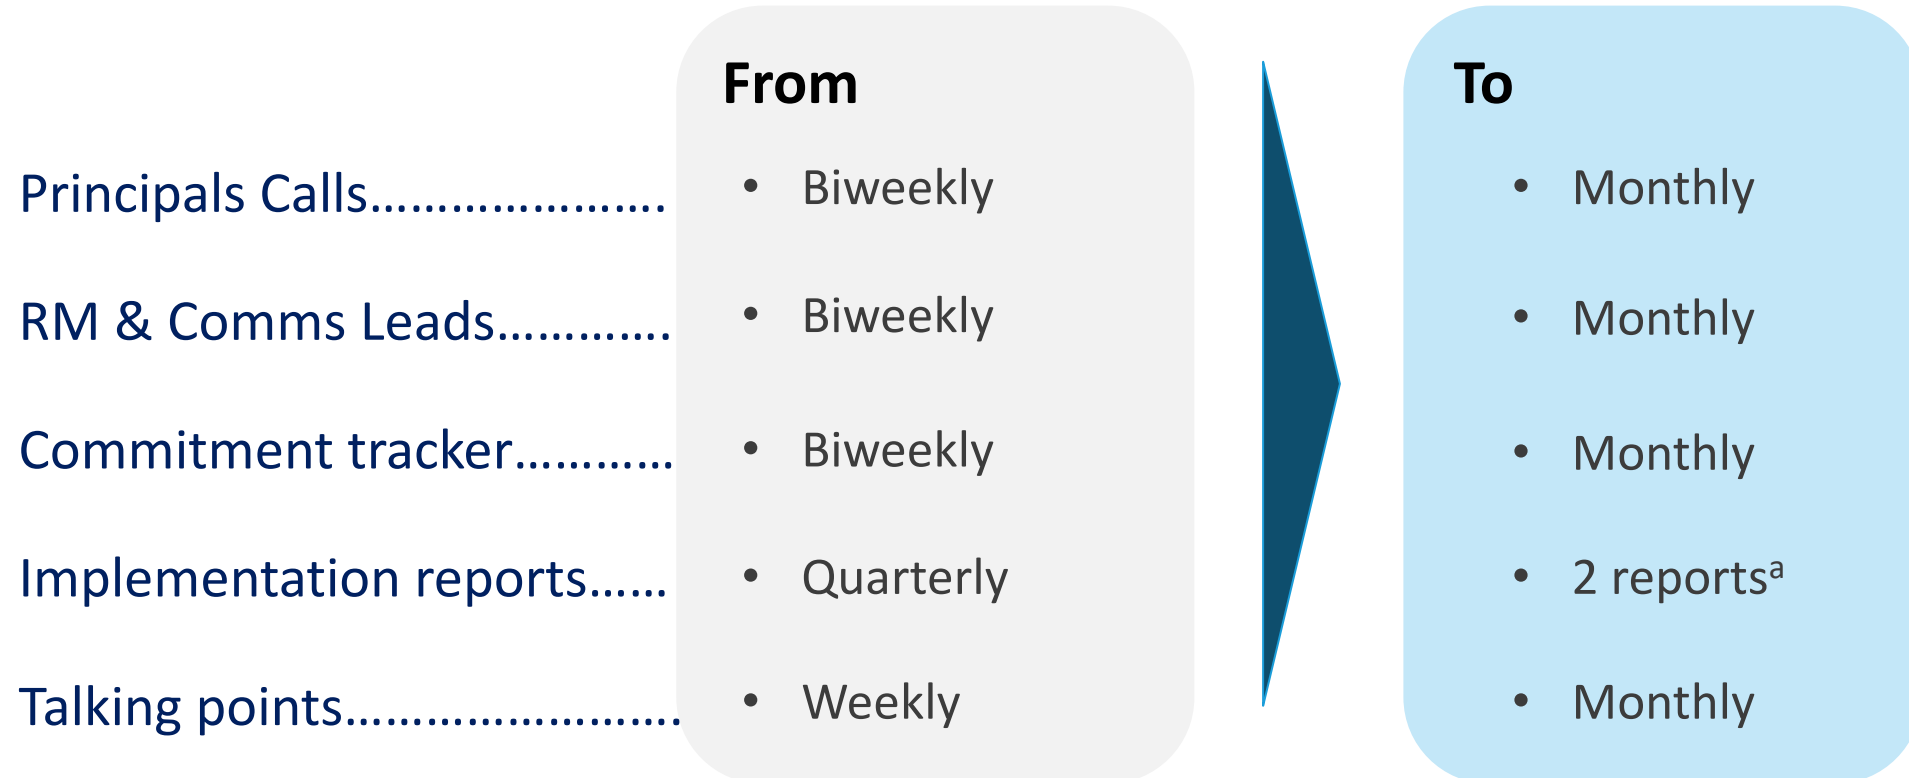 From To
Principals Calls…………………. • Biweekly • Monthly
RM & Comms Leads…………. • Biweekly • Monthly
Commitment tracker………… • Biweekly • Monthly
Implementation reports…… • Quarterly • 2 reportsᵃ
Talking points……………………. • Weekly • Monthly